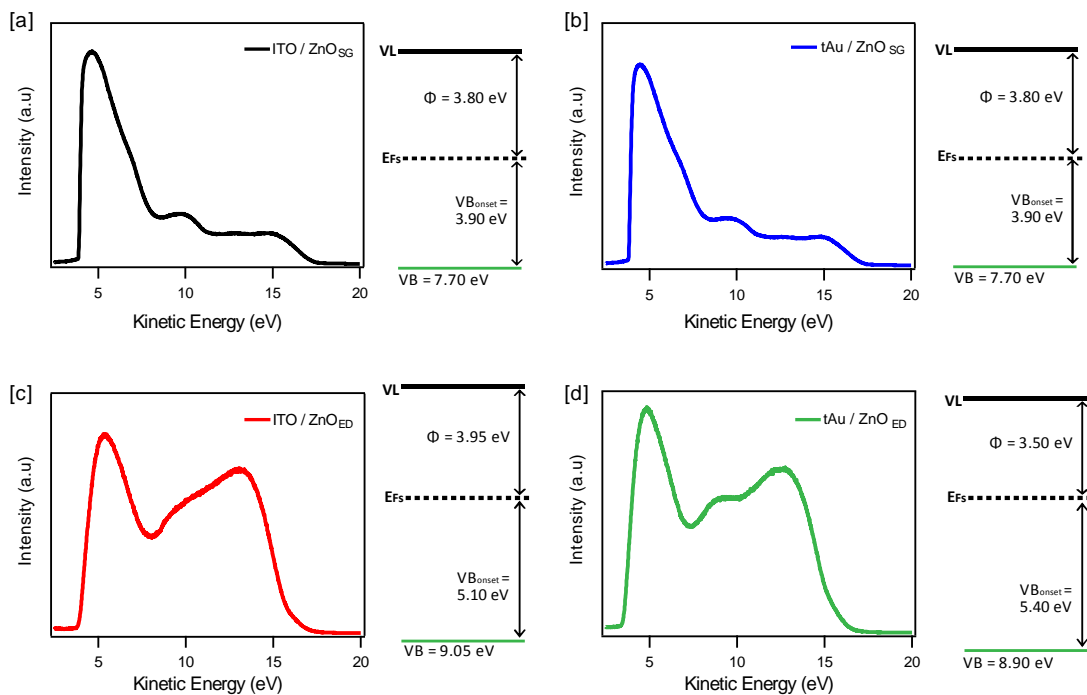 [a]
ITO / ZnOSG
Intensity (a.u)
5 10 15 20
Kinetic Energy (eV)
VL
Φ = 3.80 eV
EFs
VBonset =
3.90 eV
VB = 7.70 eV
[b]
tAu / ZnO SG
Intensity (a.u)
5 10 15 20
Kinetic Energy (eV)
VL
Φ = 3.80 eV
EFs
VBonset =
3.90 eV
VB = 7.70 eV
[c]
ITO / ZnOED
Intensity (a.u)
5 10 15 20
Kinetic Energy (eV)
VL
Φ = 3.95 eV
EFs
VBonset =
5.10 eV
VB = 9.05 eV
[d]
tAu / ZnO ED
Intensity (a.u)
5 10 15 20
Kinetic Energy (eV)
VL
Φ = 3.50 eV
EFs
VBonset =
5.40 eV
VB = 8.90 eV